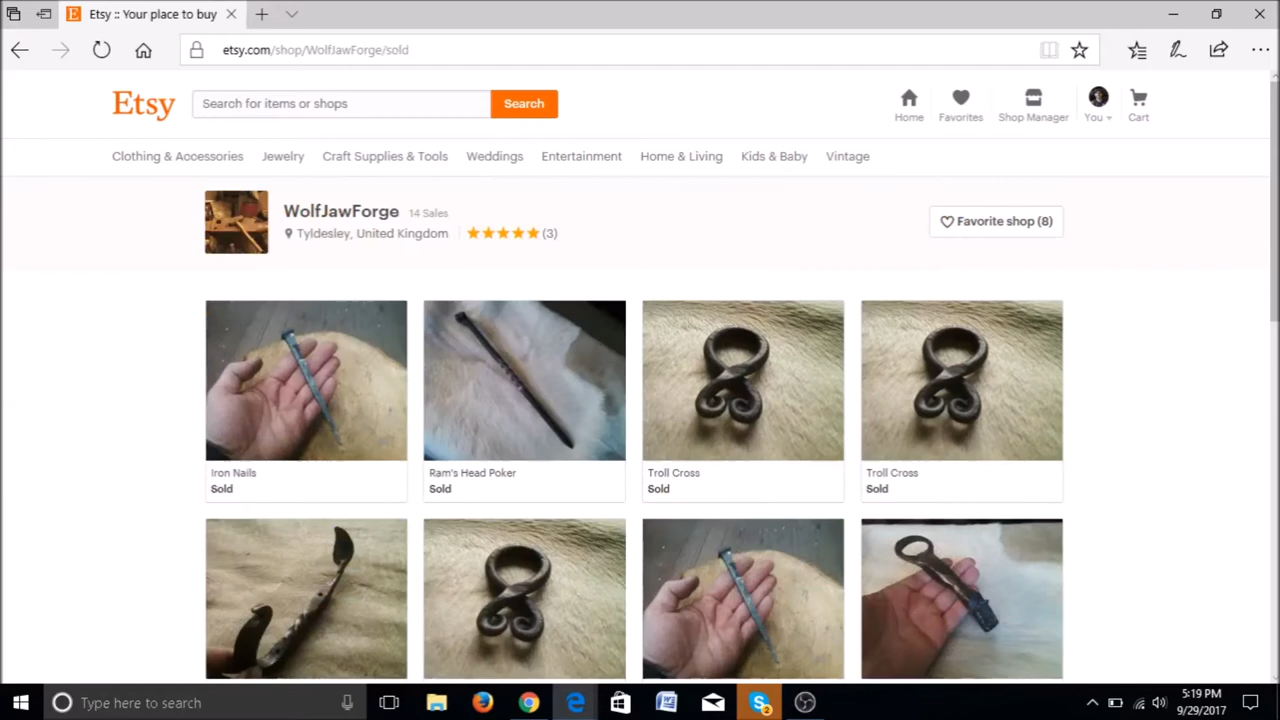 Etsy :: Your place to buy
etsy.com/shop/WolfJawForge/sold
Etsy
Search for items or shops
Search
Home
Favorites
Shop Manager
You
Cart
Clothing & Accessories
Jewelry
Craft Supplies & Tools
Weddings
Entertainment
Home & Living
Kids & Baby
Vintage
WolfJawForge 14 Sales
Tyldesley, United Kingdom (3)
Favorite shop (8)
Iron Nails
Sold
Ram's Head Poker
Sold
Troll Cross
Sold
Troll Cross
Sold
Type here to search
2
5:19 PM
9/29/2017